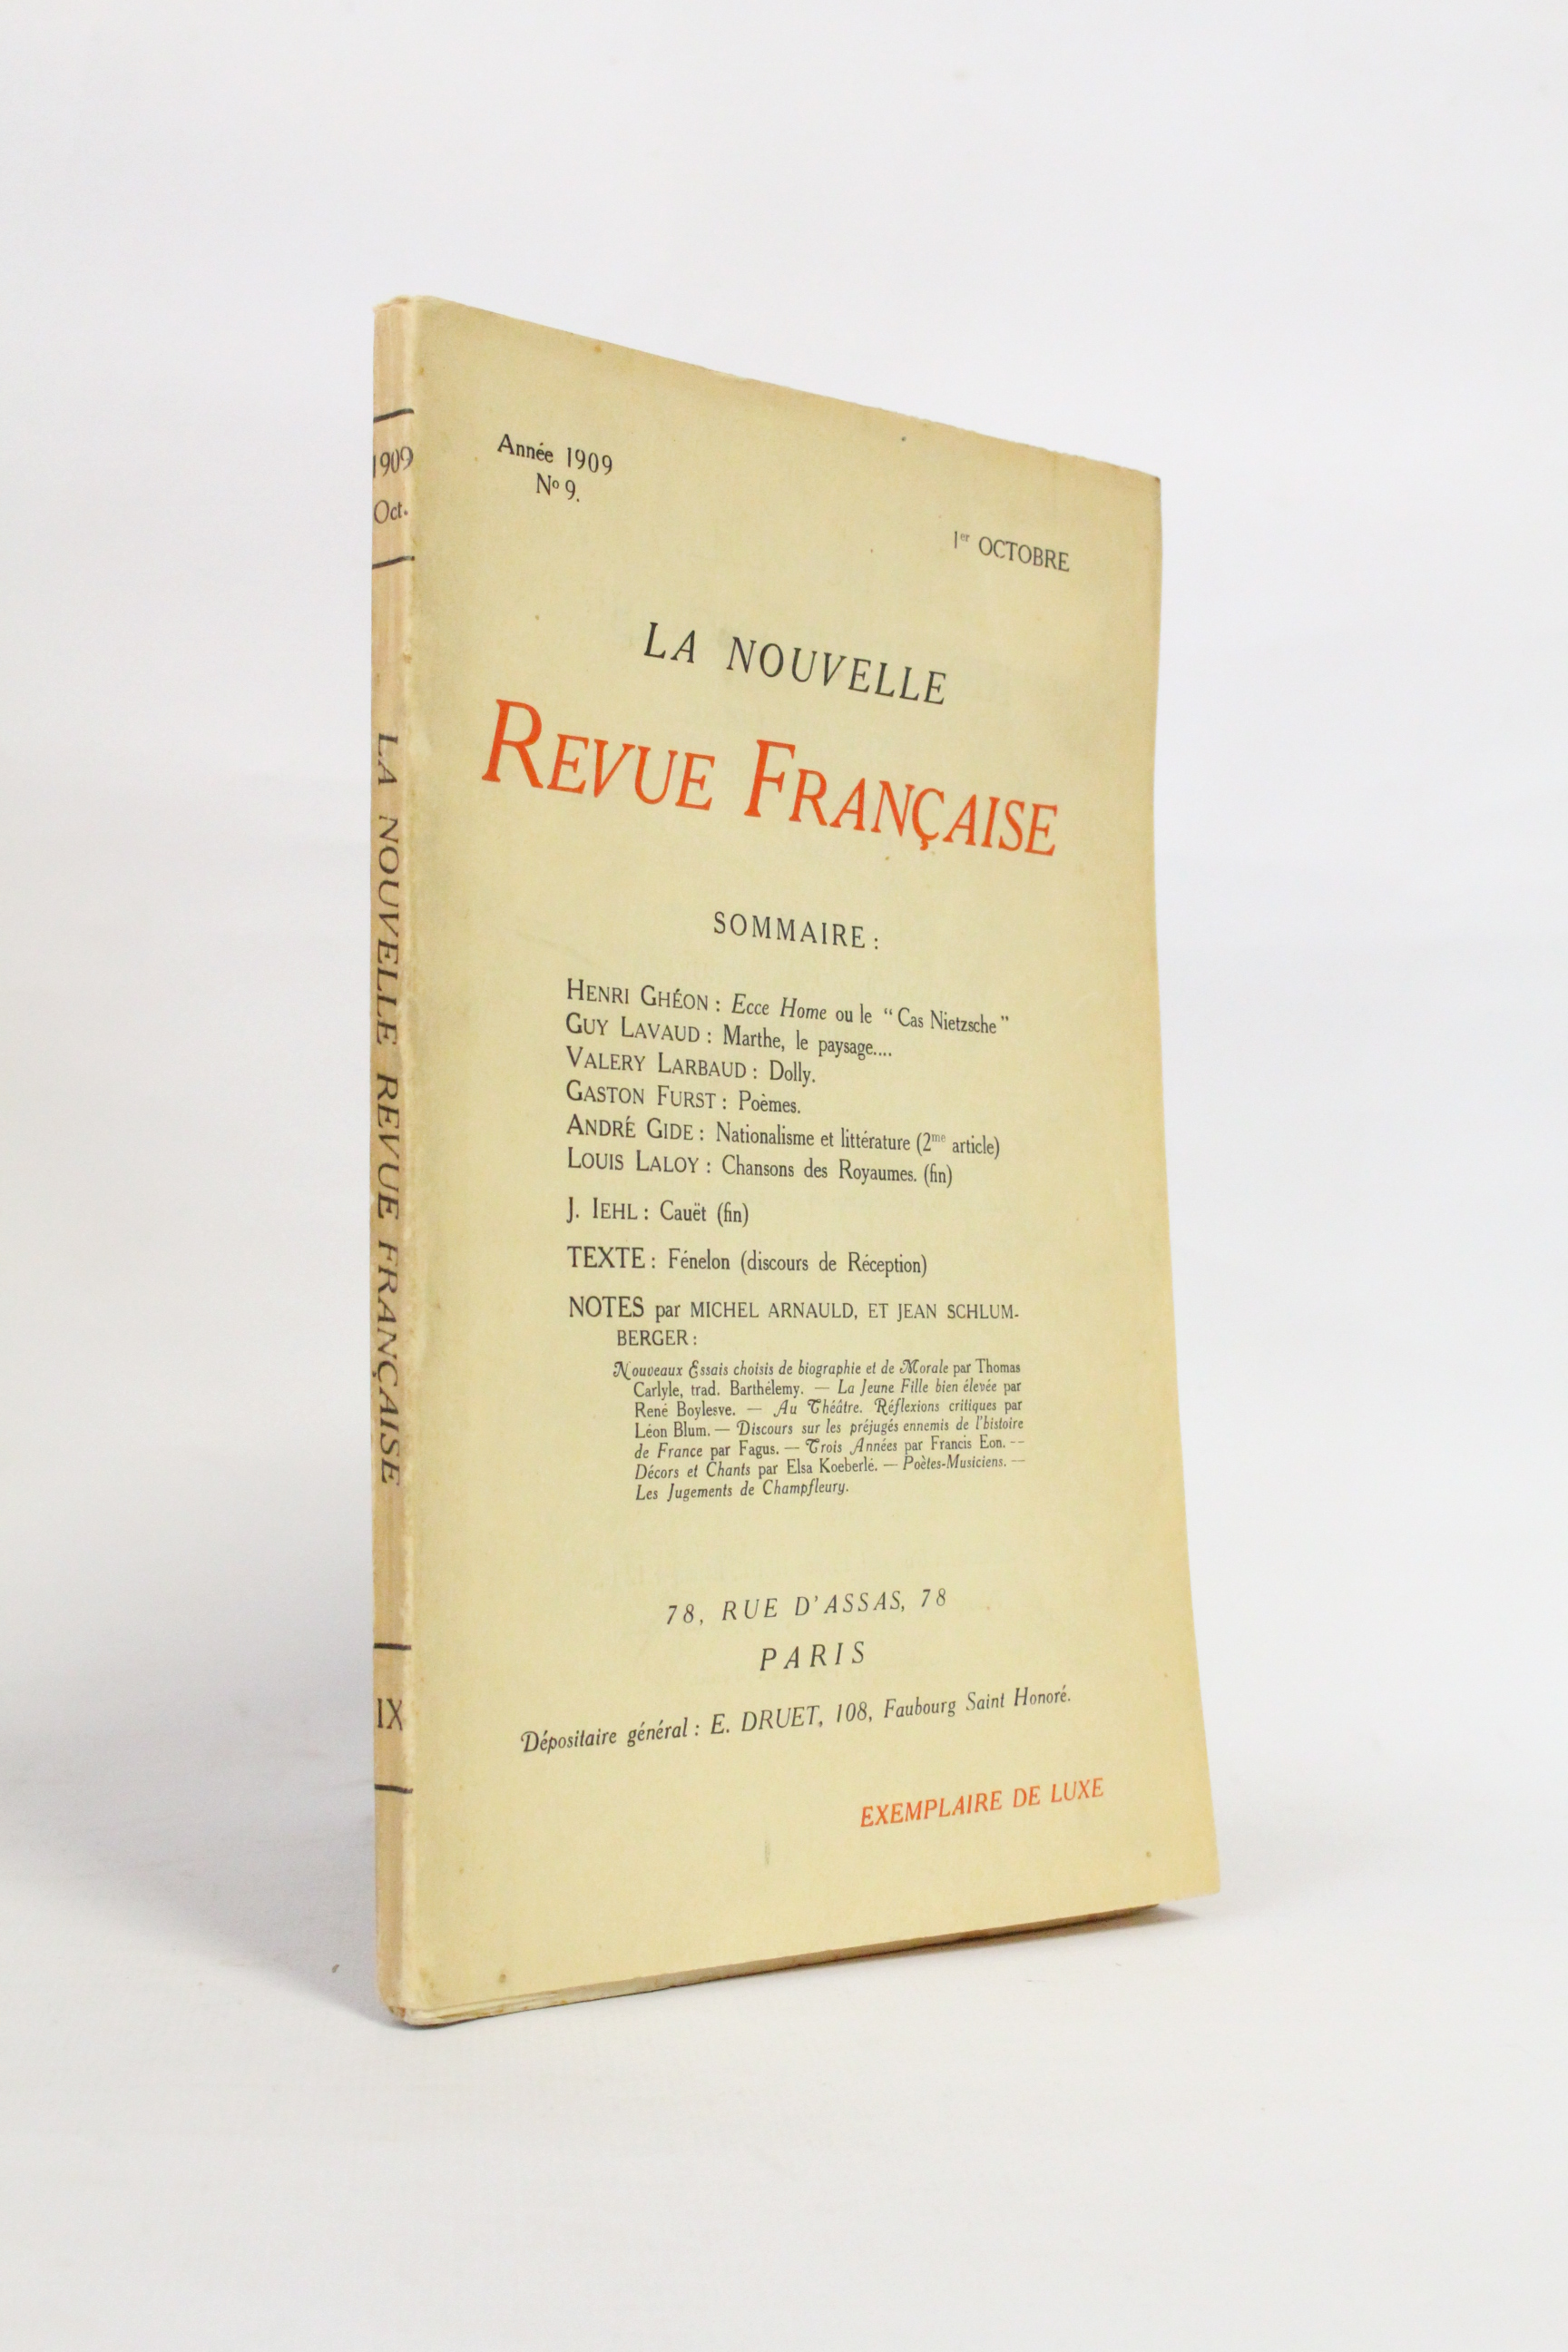 1909
Oct.
LA NOUVELLE REVUE FRANÇAISE
IX
Année 1909
Nº 9.
1er OCTOBRE
LA NOUVELLE
REVUE FRANÇAISE
SOMMAIRE :
HENRI GHÉON : Ecce Home ou le “ Cas Nietzsche ”
GUY LAVAUD : Marthe, le paysage....
VALERY LARBAUD : Dolly.
GASTON FURST : Poèmes.
ANDRÉ GIDE : Nationalisme et littérature (2me article)
LOUIS LALOY : Chansons des Royaumes. (fin)
J. IEHL : Cauët (fin)
TEXTE : Fénelon (discours de Réception)
NOTES par MICHEL ARNAULD, ET JEAN SCHLUM-
BERGER :
Nouveaux Essais choisis de biographie et de Morale par Thomas
Carlyle, trad. Barthélemy. — La Jeune Fille bien élevée par
René Boylesve. — Au Théâtre. Réflexions critiques par
Léon Blum. — Discours sur les préjugés ennemis de l'histoire
de France par Fagus. — Trois Années par Francis Eon. —
Décors et Chants par Elsa Koeberlé. — Poètes-Musiciens. —
Les Jugements de Champfleury.
78, RUE D'ASSAS, 78
PARIS
Dépositaire général : E. DRUET, 108, Faubourg Saint Honoré.
EXEMPLAIRE DE LUXE